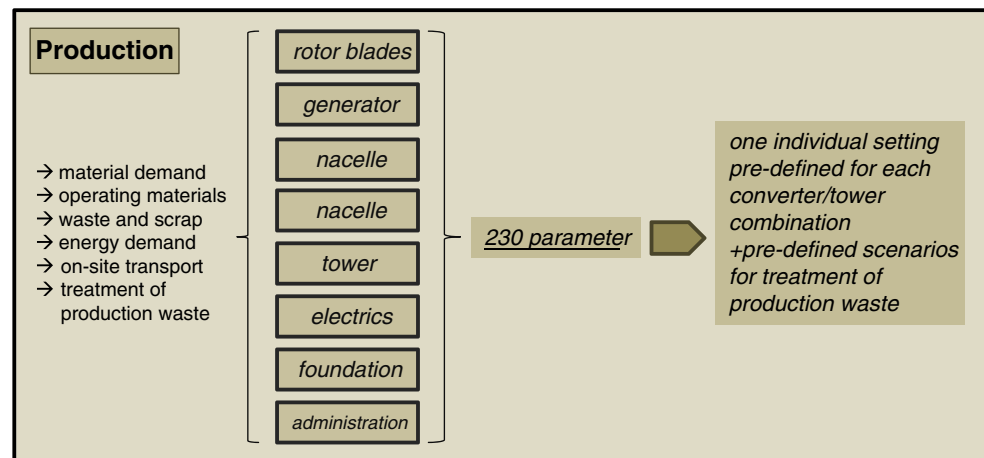 Production
→ material demand
→ operating materials
→ waste and scrap
→ energy demand
→ on-site transport
→ treatment of
production waste
rotor blades
generator
nacelle
nacelle
tower
electrics
foundation
administration
230 parameter
one individual setting
pre-defined for each
converter/tower
combination
+pre-defined scenarios
for treatment of
production waste